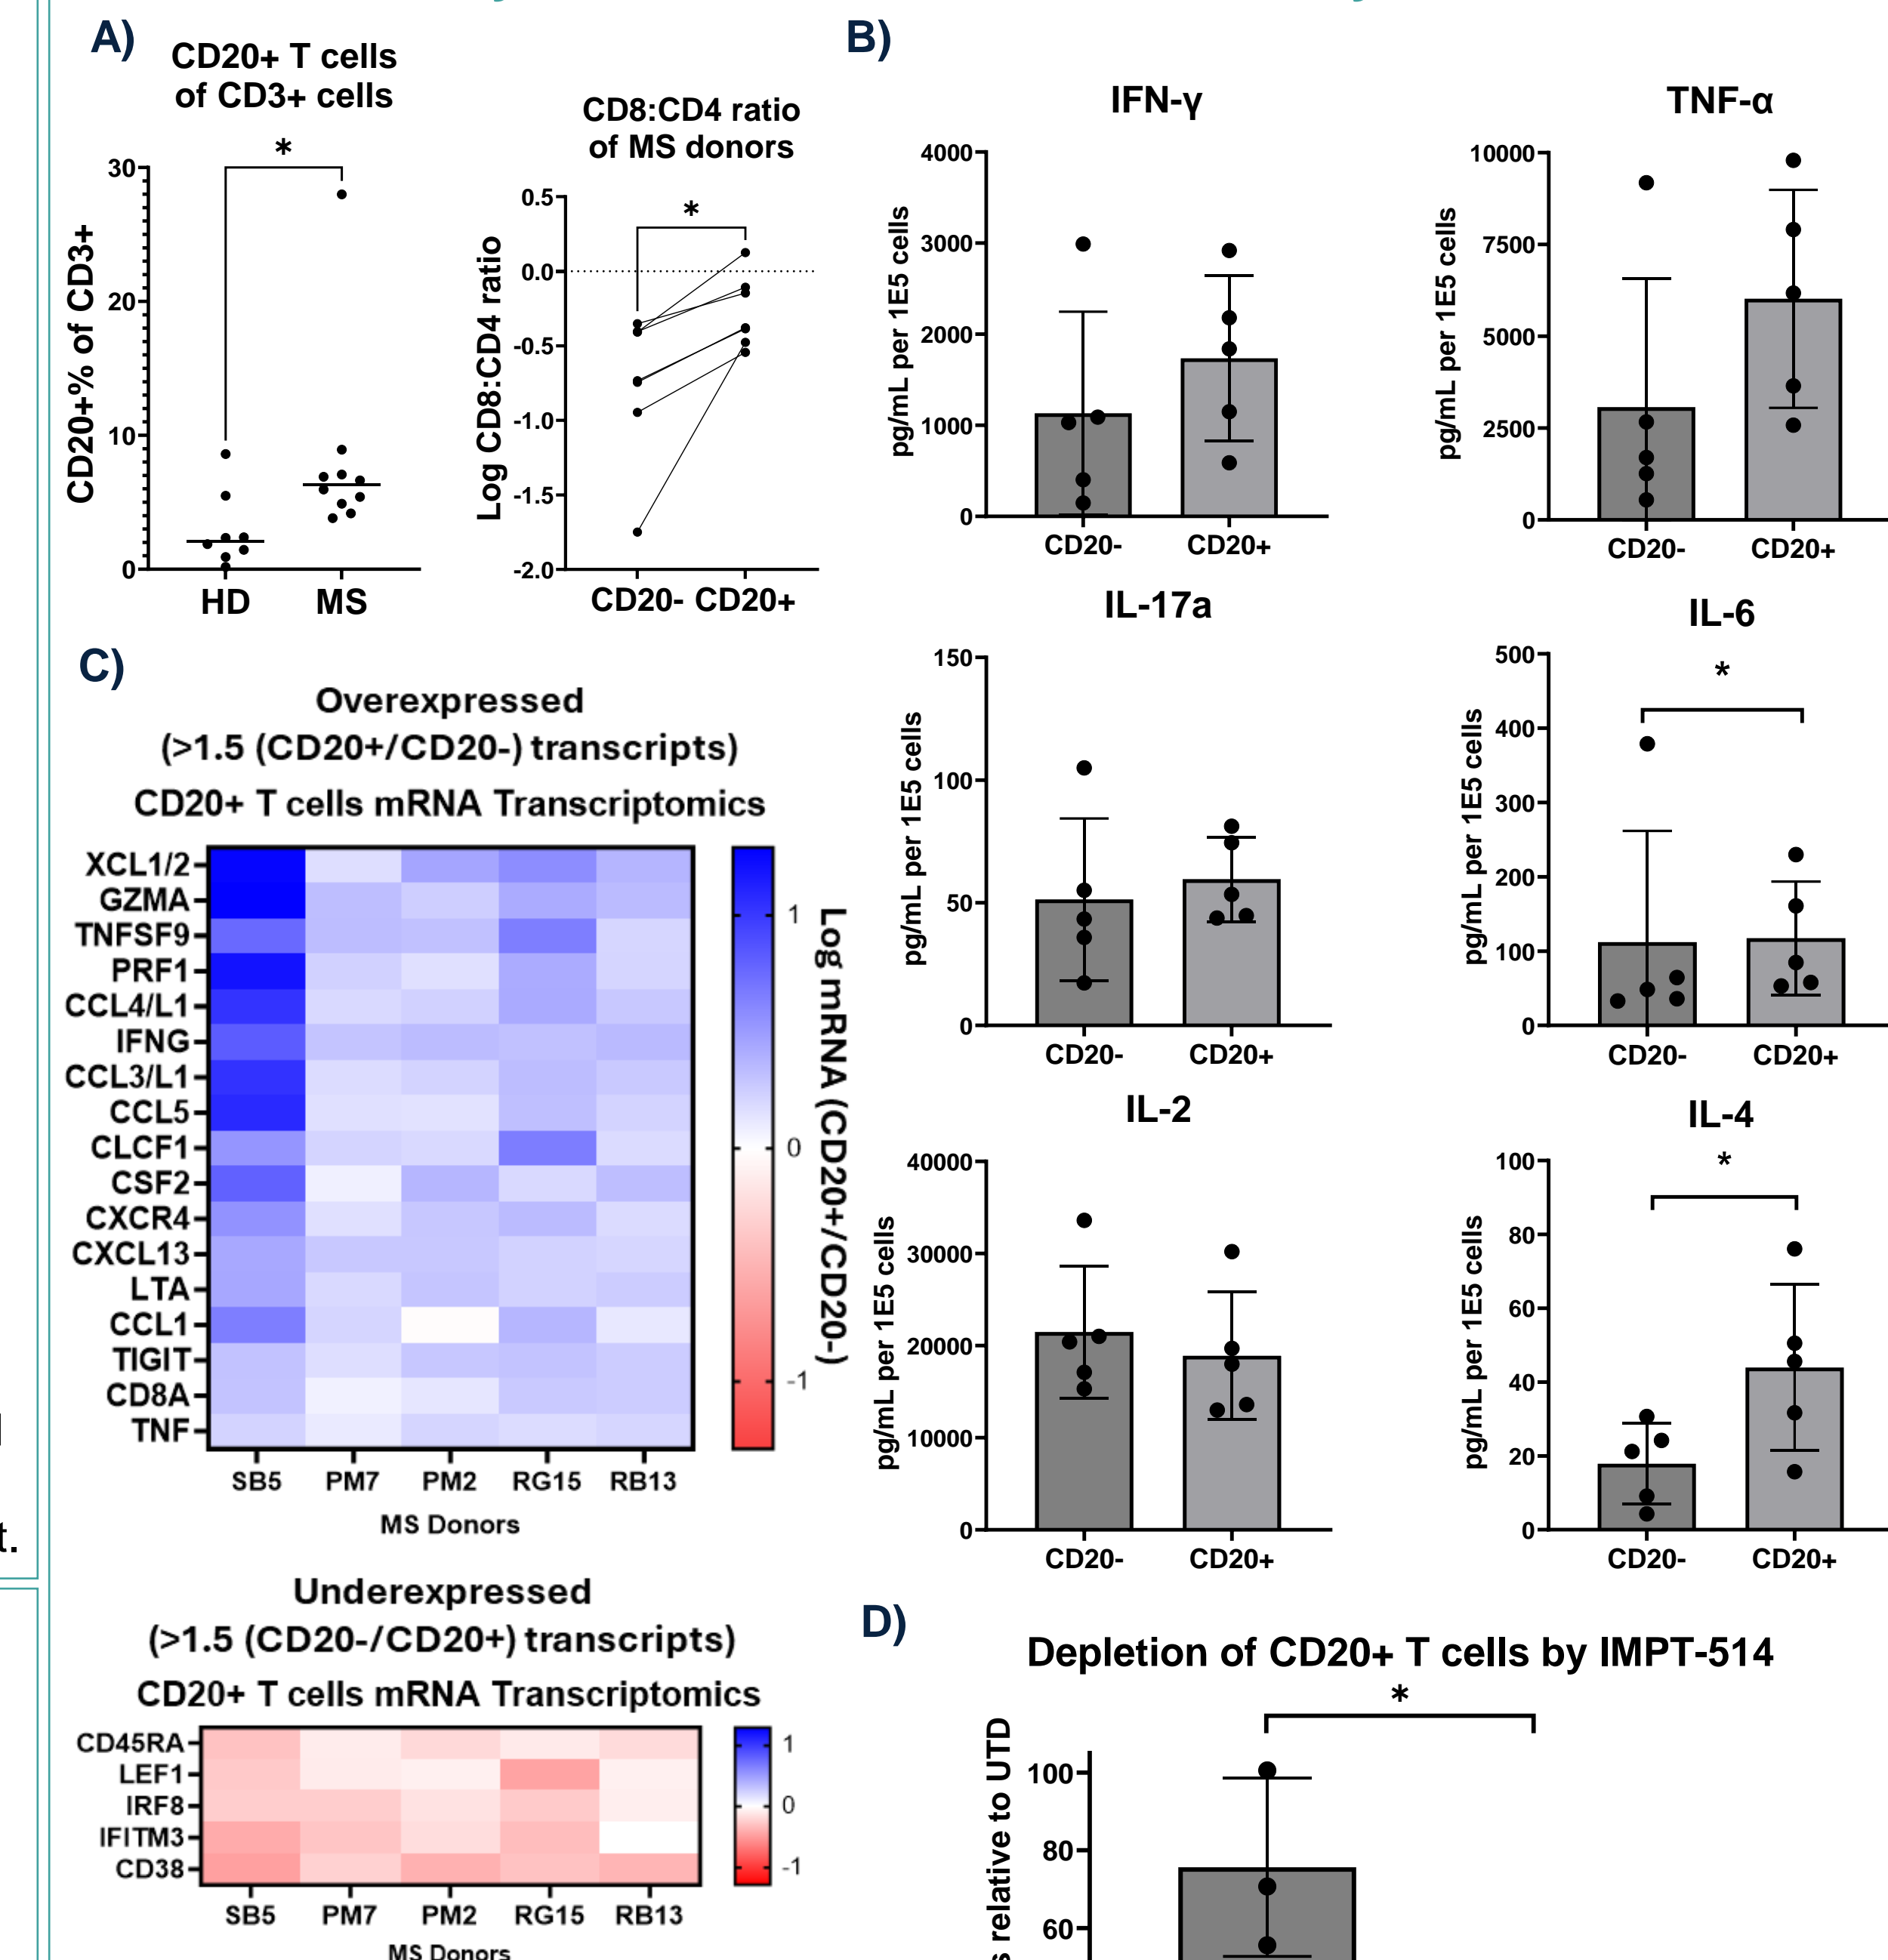 A)
CD20+ T cells
of CD3+ cells
*
CD20+% of CD3+
30
20
10
0
HD MS
CD8:CD4 ratio
of MS donors
*
Log CD8:CD4 ratio
0.5
0.0
-0.5
-1.0
-1.5
-2.0
CD20- CD20+
B)
IFN-γ
pg/mL per 1E5 cells
4000
3000
2000
1000
0
CD20- CD20+
TNF-α
pg/mL per 1E5 cells
10000
7500
5000
2500
0
CD20- CD20+
IL-17a
pg/mL per 1E5 cells
150
100
50
0
CD20- CD20+
IL-6
*
pg/mL per 1E5 cells
500
400
300
200
100
0
CD20- CD20+
IL-2
pg/mL per 1E5 cells
40000
30000
20000
10000
0
CD20- CD20+
IL-4
*
pg/mL per 1E5 cells
100
80
60
40
20
0
CD20- CD20+
C)
Overexpressed
(>1.5 (CD20+/CD20-) transcripts)
CD20+ T cells mRNA Transcriptomics
XCL1/2
GZMA
TNFSF9
PRF1
CCL4/L1
IFNG
CCL3/L1
CCL5
CLCF1
CSF2
CXCR4
CXCL13
LTA
CCL1
TIGIT
CD8A
TNF
SB5 PM7 PM2 RG15 RB13
MS Donors
1
0
-1
Log mRNA (CD20+/CD20-)
Underexpressed
(>1.5 (CD20-/CD20+) transcripts)
CD20+ T cells mRNA Transcriptomics
CD45RA
LEF1
IRF8
IFITM3
CD38
SB5 PM7 PM2 RG15 RB13
MS Donors
1
0
-1
D)
Depletion of CD20+ T cells by IMPT-514
*
relative to UTD
100
80
60
t.